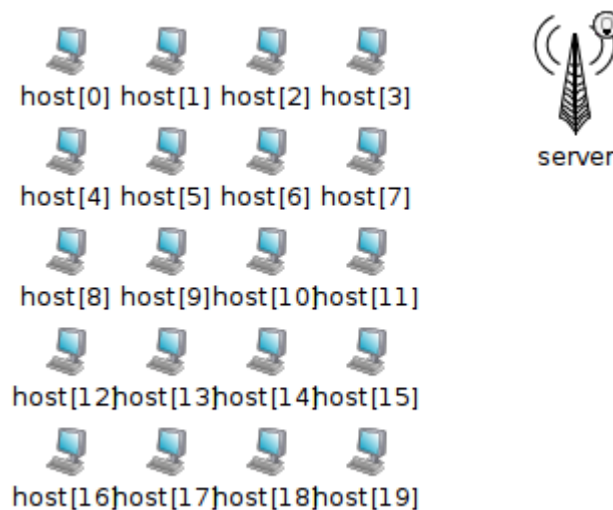 host[0] host[1] host[2] host[3]
server
host[4] host[5] host[6] host[7]
host[8] host[9] host[10] host[11]
host[12] host[13] host[14] host[15]
host[16] host[17] host[18] host[19]